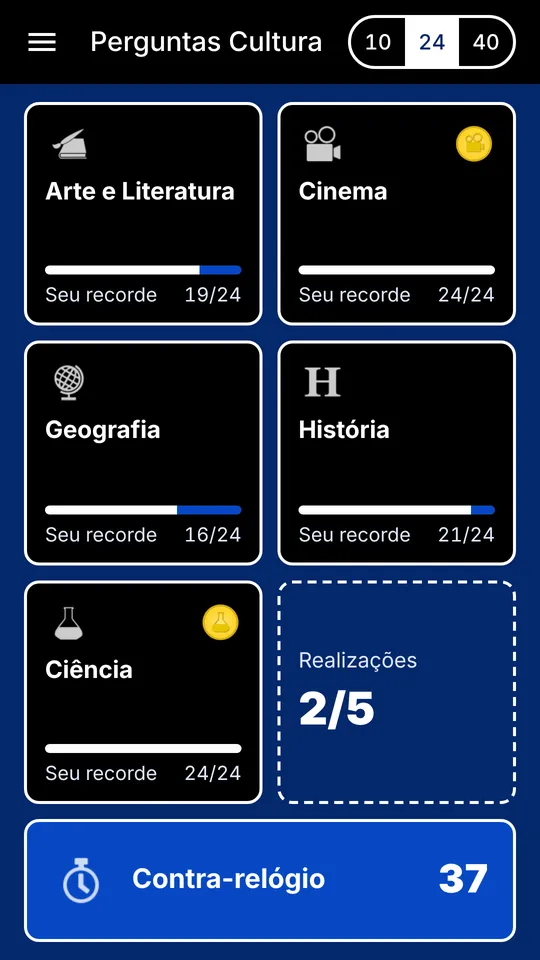 Perguntas Cultura
10 24 40
Arte e Literatura
Seu recorde 19/24
Cinema
Seu recorde 24/24
Geografia
Seu recorde 16/24
H
História
Seu recorde 21/24
Ciência
Seu recorde 24/24
Realizações
2/5
Contra-relógio 37